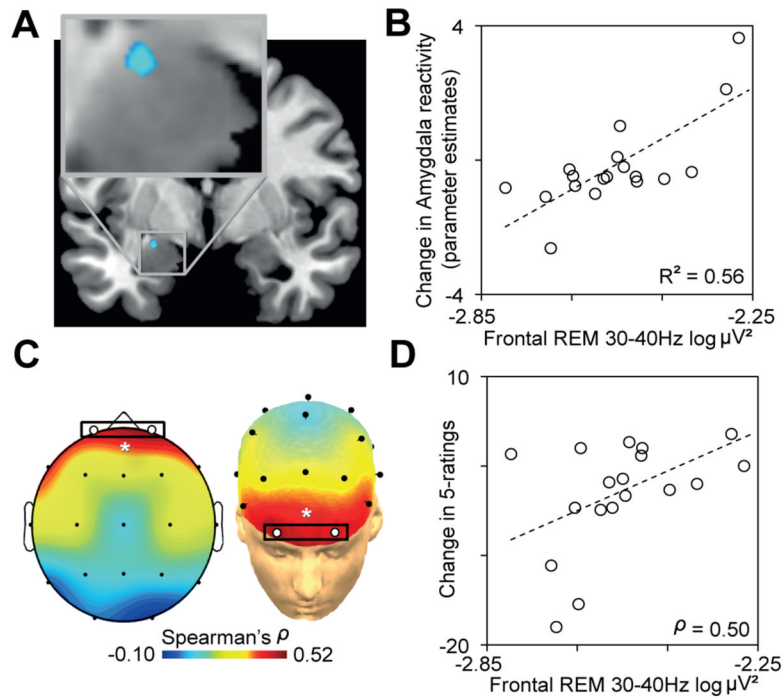 A
B
4
Change in Amygdala reactivity
(parameter estimates)
R² = 0.56
-4
-2.85
-2.25
Frontal REM 30-40Hz log µV²
C
*
*
Spearman's ρ
-0.10
0.52
D
10
Change in 5-ratings
ρ = 0.50
-20
-2.85
-2.25
Frontal REM 30-40Hz log µV²